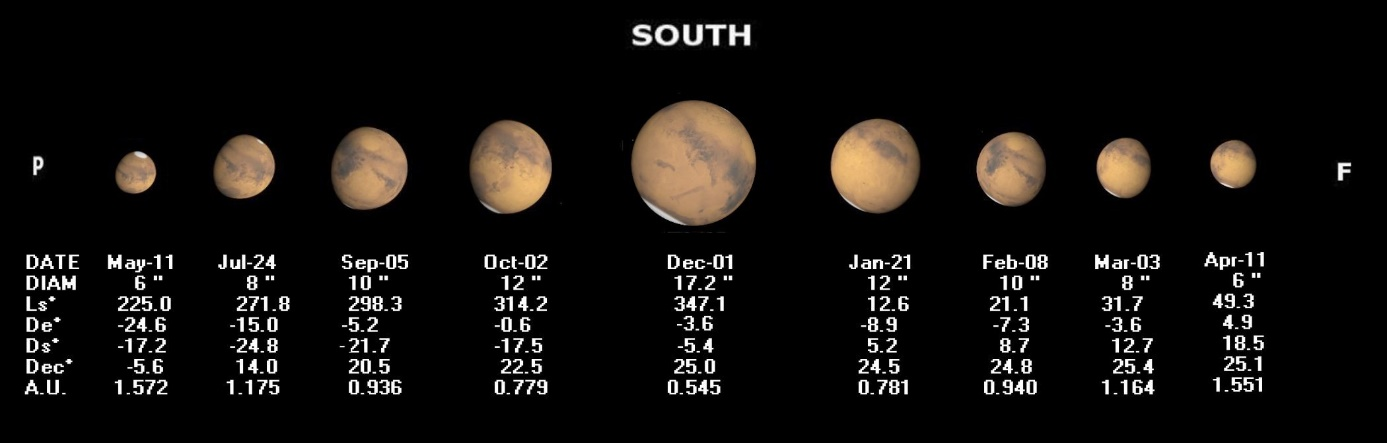 SOUTH
P
F
DATE May-11 Jul-24 Sep-05 Oct-02 Dec-01 Jan-21 Feb-08 Mar-03 Apr-11
DIAM 6 " 8 " 10 " 12 " 17.2 " 12 " 10 " 8 " 6 "
Ls° 225.0 271.8 298.3 314.2 347.1 12.6 21.1 31.7 49.3
De° -24.6 -15.0 -5.2 -0.6 -3.6 -8.9 -7.3 -3.6 4.9
Ds° -17.2 -24.8 -21.7 -17.5 -5.4 5.2 8.7 12.7 18.5
Dec° -5.6 14.0 20.5 22.5 25.0 24.5 24.8 25.4 25.1
A.U. 1.572 1.175 0.936 0.779 0.545 0.781 0.940 1.164 1.551